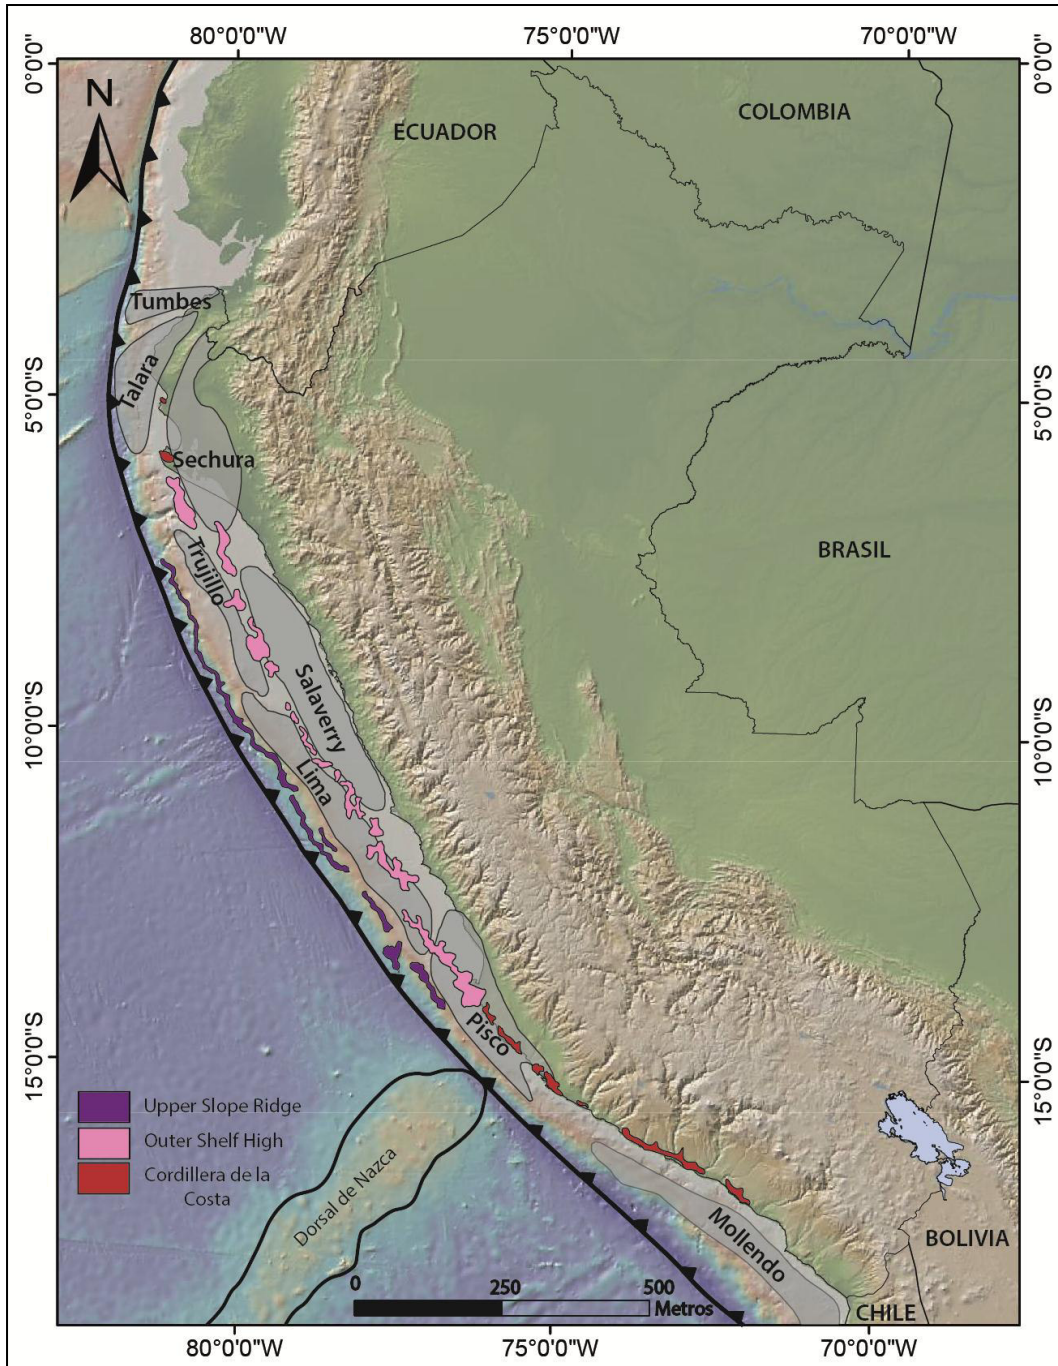 80°0'0"W
75°0'0"W
70°0'0"W
0°0'0"
0°0'0"
N
COLOMBIA
ECUADOR
Tumbes
Talara
5°0'0"S
5°0'0"S
Sechura
BRASIL
Trujillo
Salaverry
10°0'0"S
10°0'0"S
Lima
Pisco
15°0'0"S
15°0'0"S
Upper Slope Ridge
Outer Shelf High
Cordillera de la
Costa
Dorsal de Nazca
Mollendo
BOLIVIA
0
250
500
Metros
CHILE
80°0'0"W
75°0'0"W
70°0'0"W